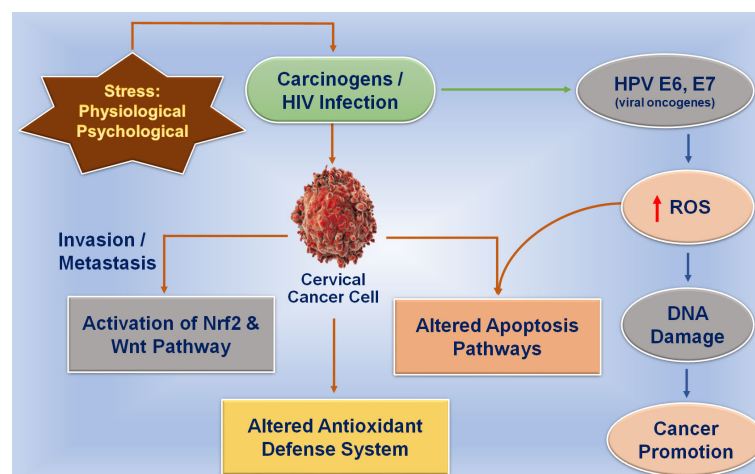 Stress:
Physiological
Psychological
Carcinogens /
HIV Infection
HPV E6, E7
(viral oncogenes)
ROS
Invasion /
Metastasis
Cervical
Cancer Cell
Activation of Nrf2 &
Wnt Pathway
Altered Apoptosis
Pathways
DNA
Damage
Altered Antioxidant
Defense System
Cancer
Promotion